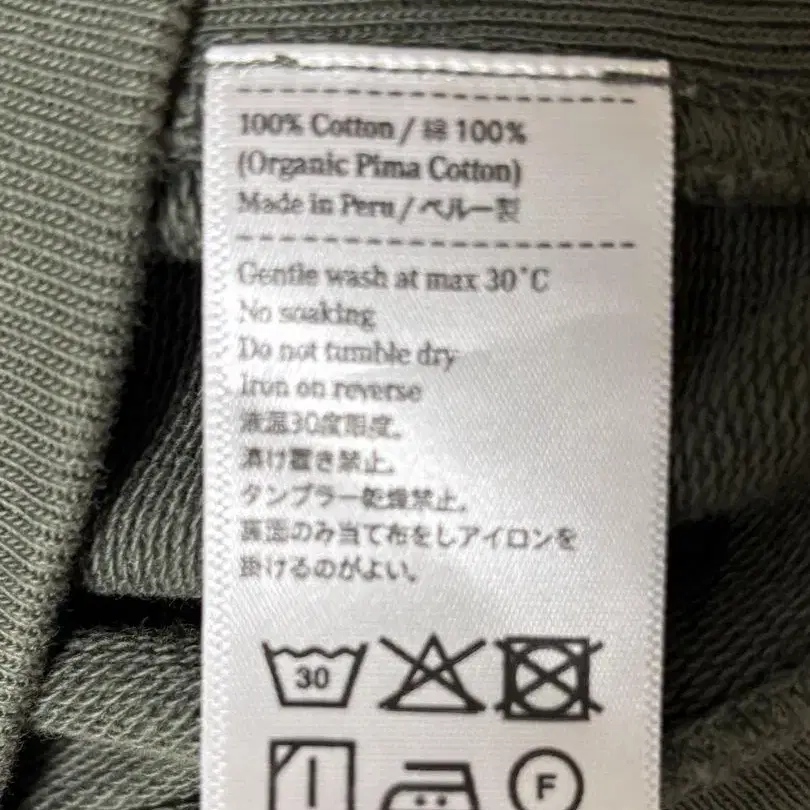 100% Cotton / 綿 100%
(Organic Pima Cotton)
Made in Peru / ペルー製
Gentle wash at max 30°C
No soaking
Do not tumble dry
Iron on reverse
液温30度限度。
漬け置き禁止。
タンブラー乾燥禁止。
裏面のみ当て布をしアイロンを
掛けるのがよい。
30
F